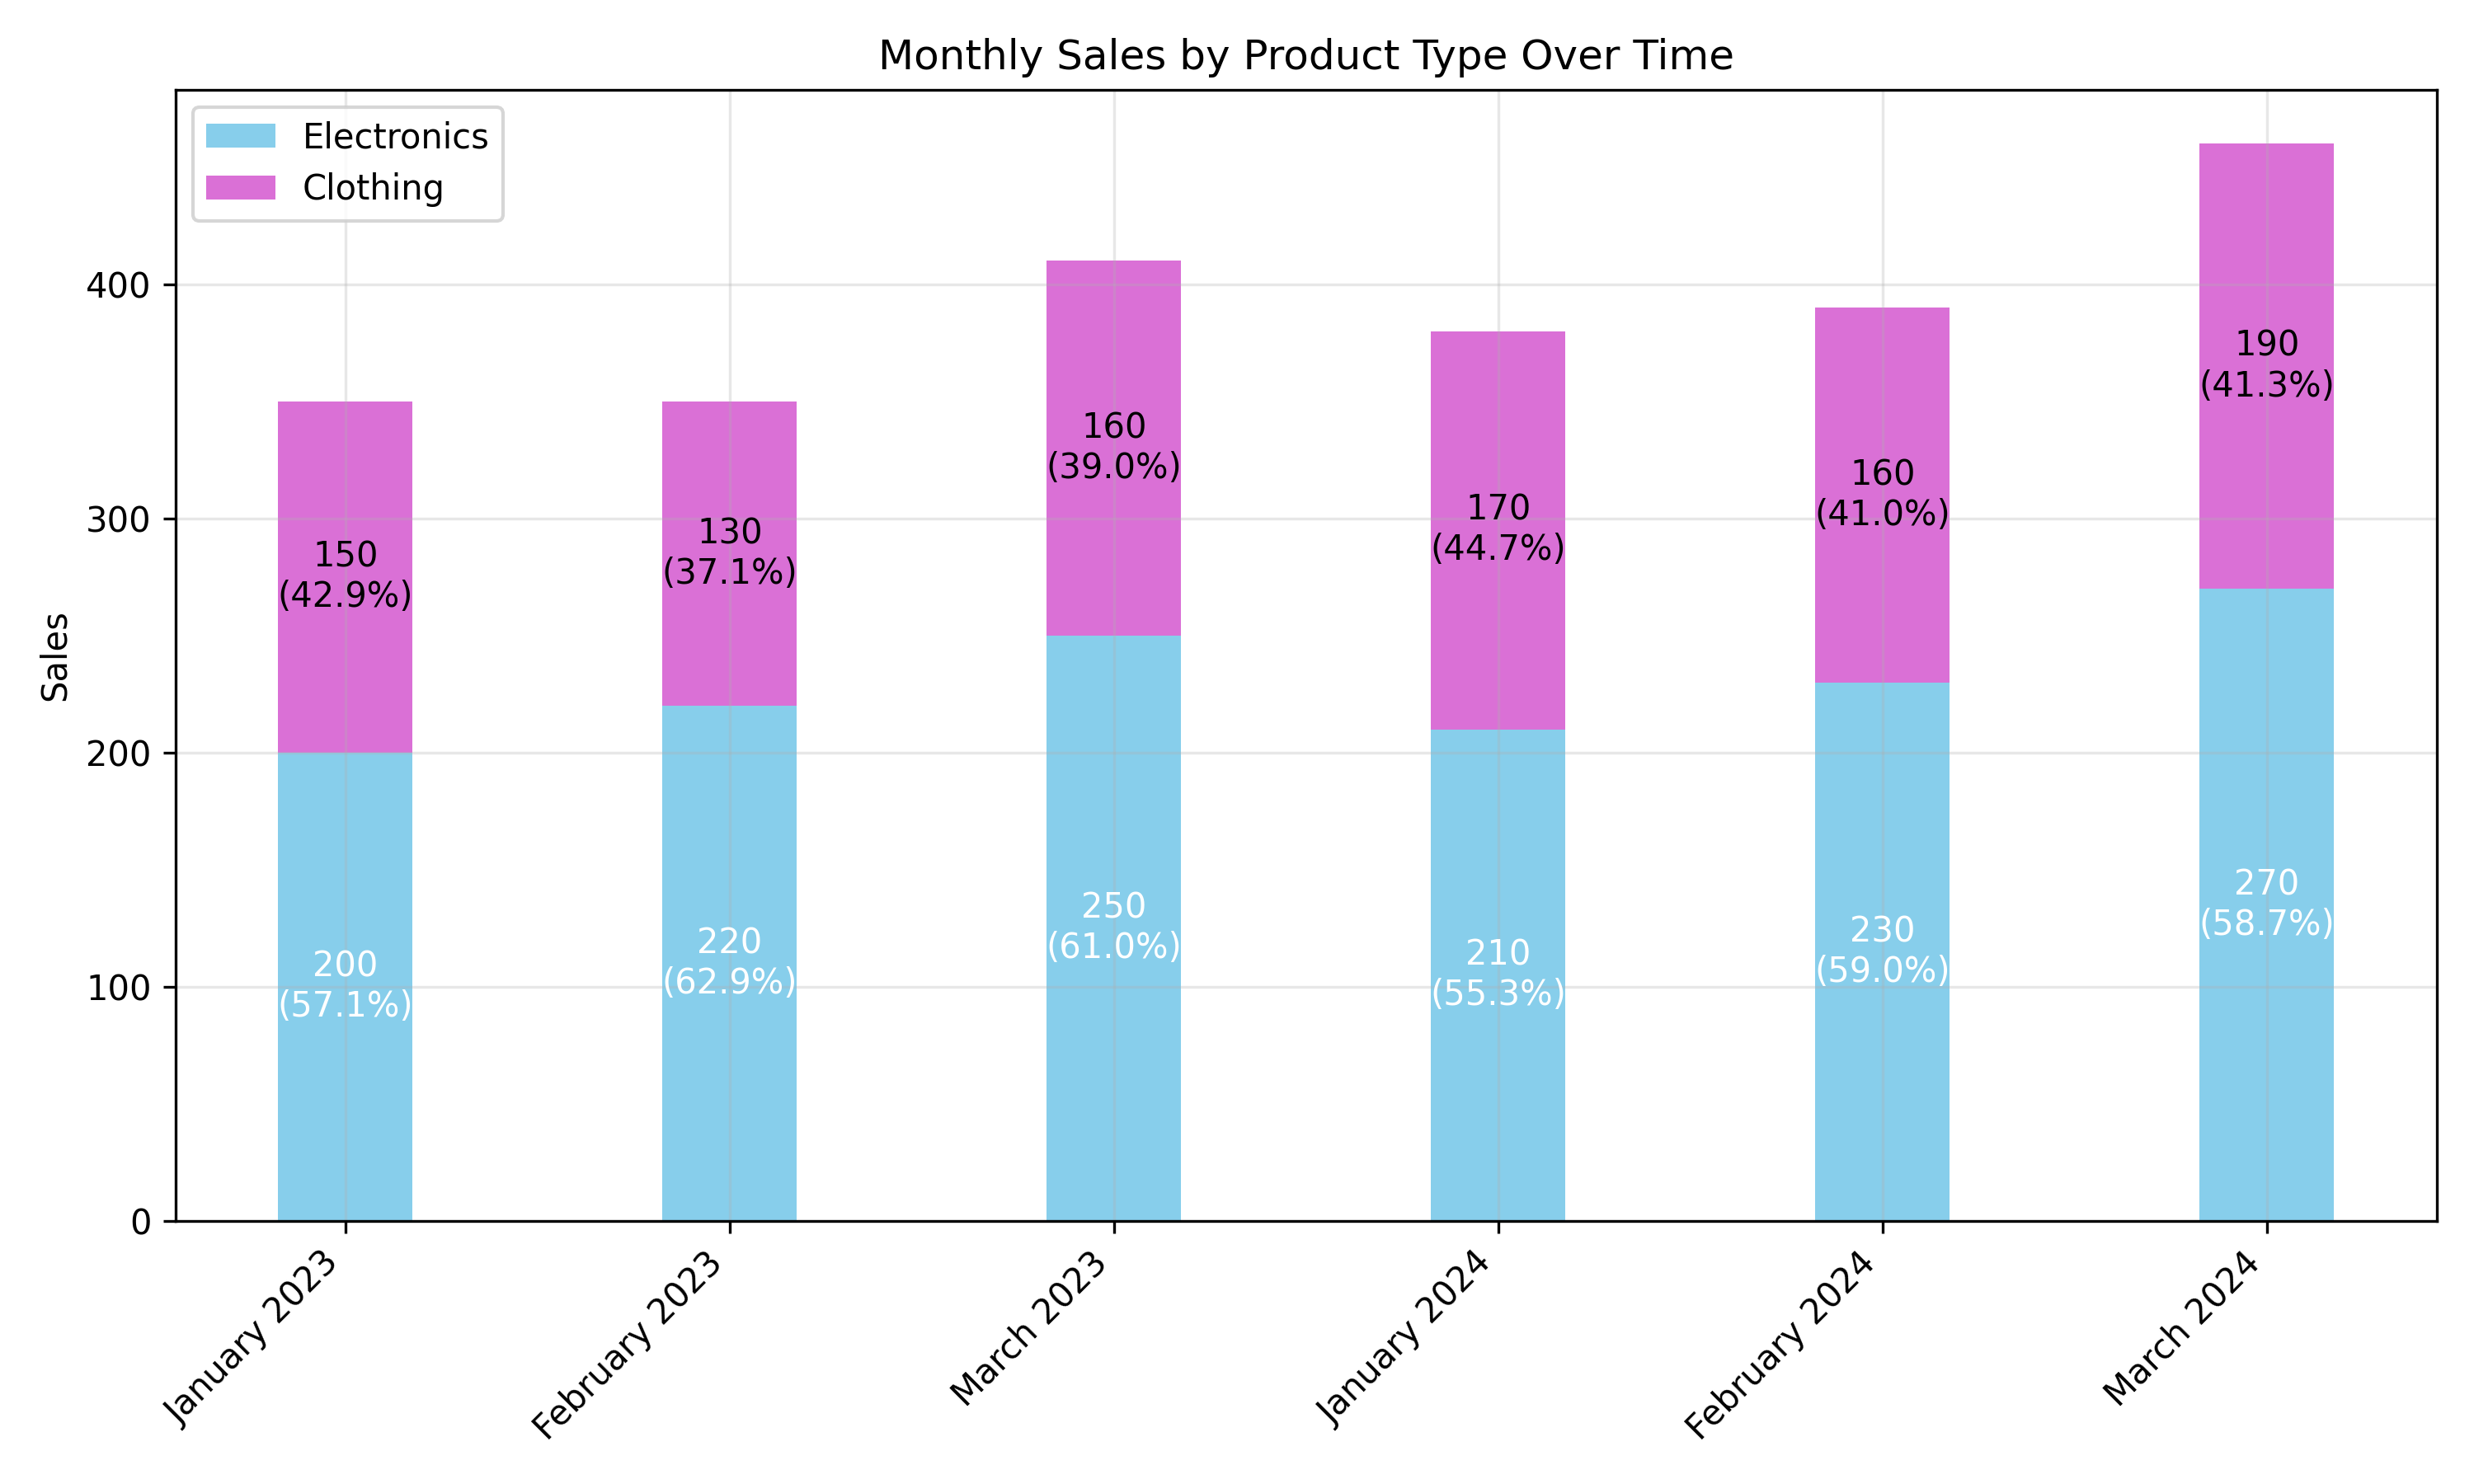 Monthly Sales by Product Type Over Time
Electronics
Clothing
Sales
400
300
200
100
0
150
(42.9%)
200
(57.1%)
130
(37.1%)
220
(62.9%)
160
(39.0%)
250
(61.0%)
170
(44.7%)
210
(55.3%)
160
(41.0%)
230
(59.0%)
190
(41.3%)
270
(58.7%)
January 2023
February 2023
March 2023
January 2024
February 2024
March 2024